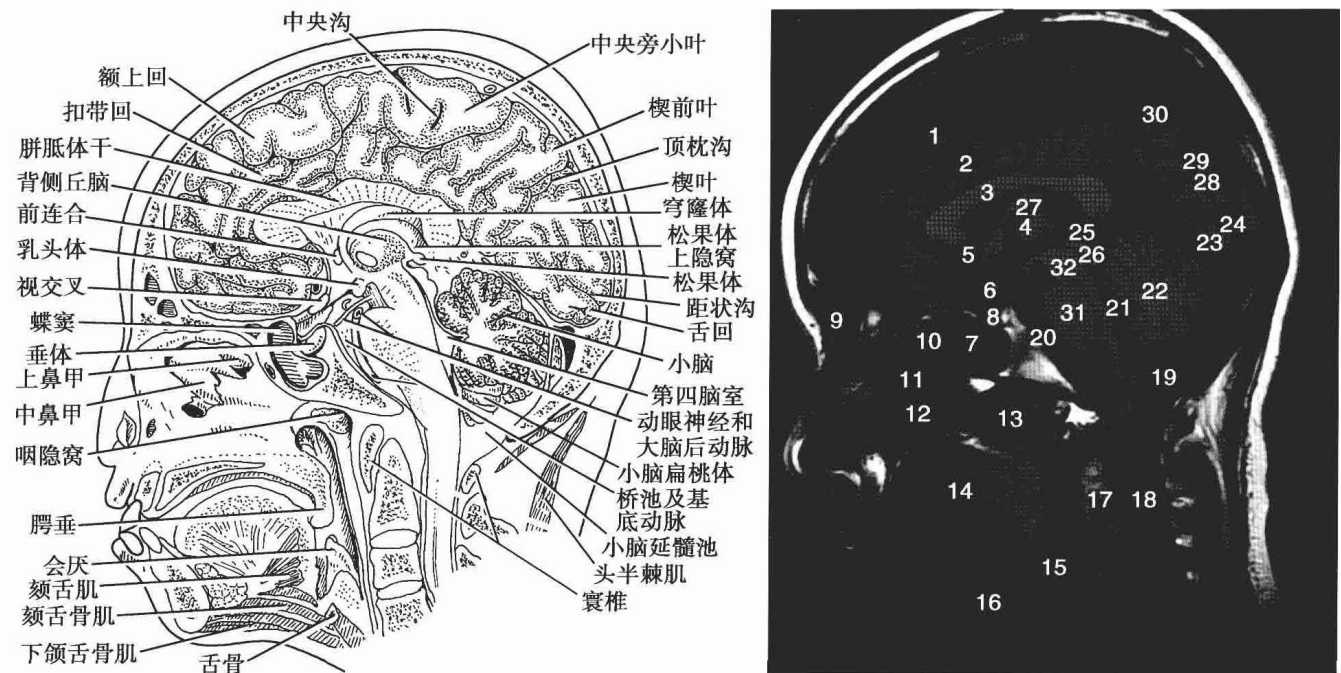 中央沟
中央旁小叶
额上回
扣带回
楔前叶
胼胝体干
顶枕沟
背侧丘脑
楔叶
前连合
穹窿体
乳头体
松果体
上隐窝
视交叉
松果体
蝶窦
距状沟
舌回
垂体
小脑
上鼻甲
第四脑室
中鼻甲
动眼神经和
大脑后动脉
咽隐窝
小脑扁桃体
桥池及基
底动脉
腭垂
小脑延髓池
会厌
头半棘肌
颏舌肌
寰椎
颏舌骨肌
下颌舌骨肌
舌骨
30
1
29
2
28
3
27
4
24
25
23
5
26
32
6
22
21
31
8
9
10
7
20
11
19
12
13
14
17
18
15
16